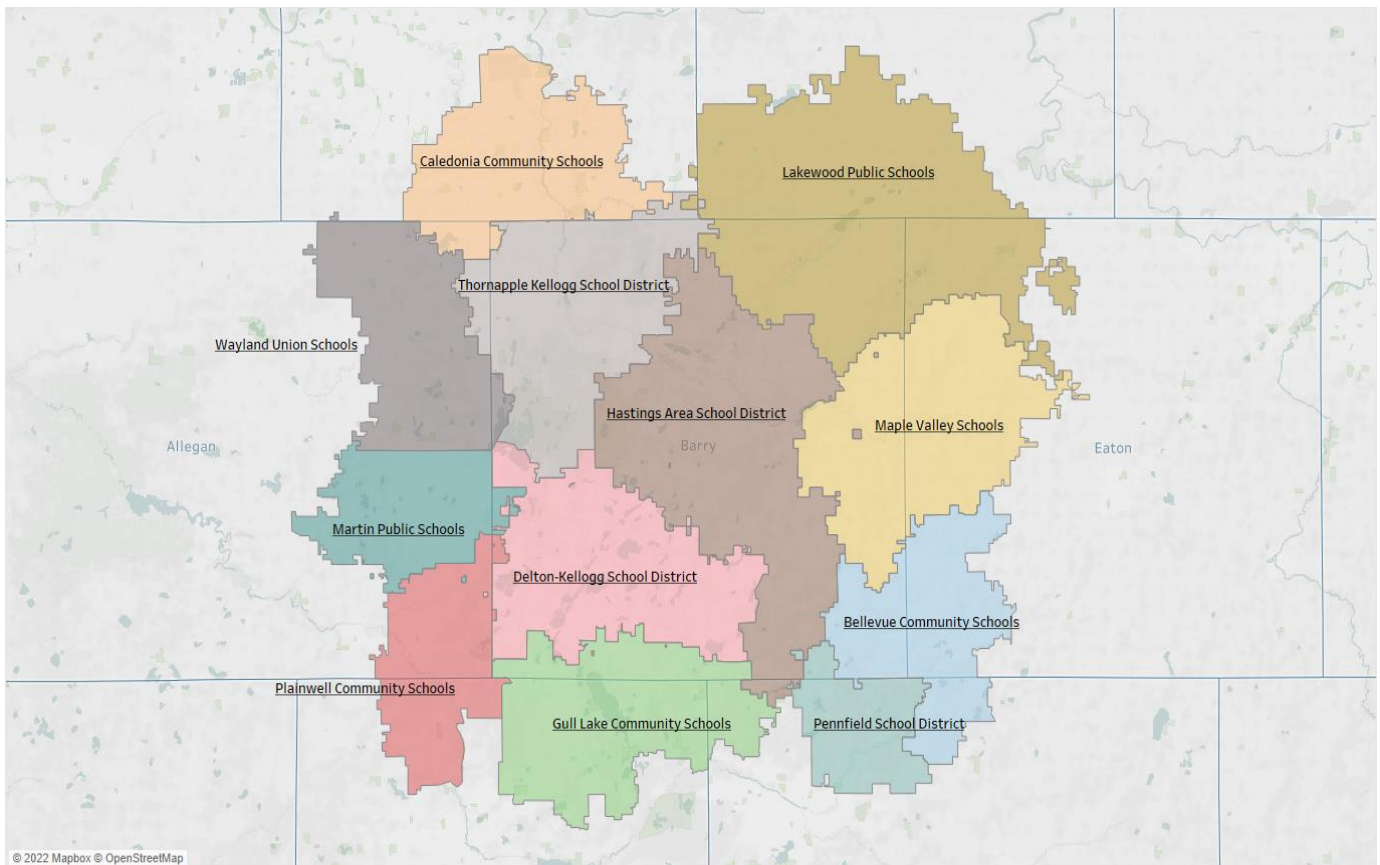 Caledonia Community Schools
Lakewood Public Schools
Thornapple Kellogg School District
Wayland Union Schools
Hastings Area School District
Maple Valley Schools
Allegan
Barry
Eaton
Martin Public Schools
Delton-Kellogg School District
Bellevue Community Schools
Plainwell Community Schools
Gull Lake Community Schools
Pennfield School District
© 2022 Mapbox © OpenStreetMap